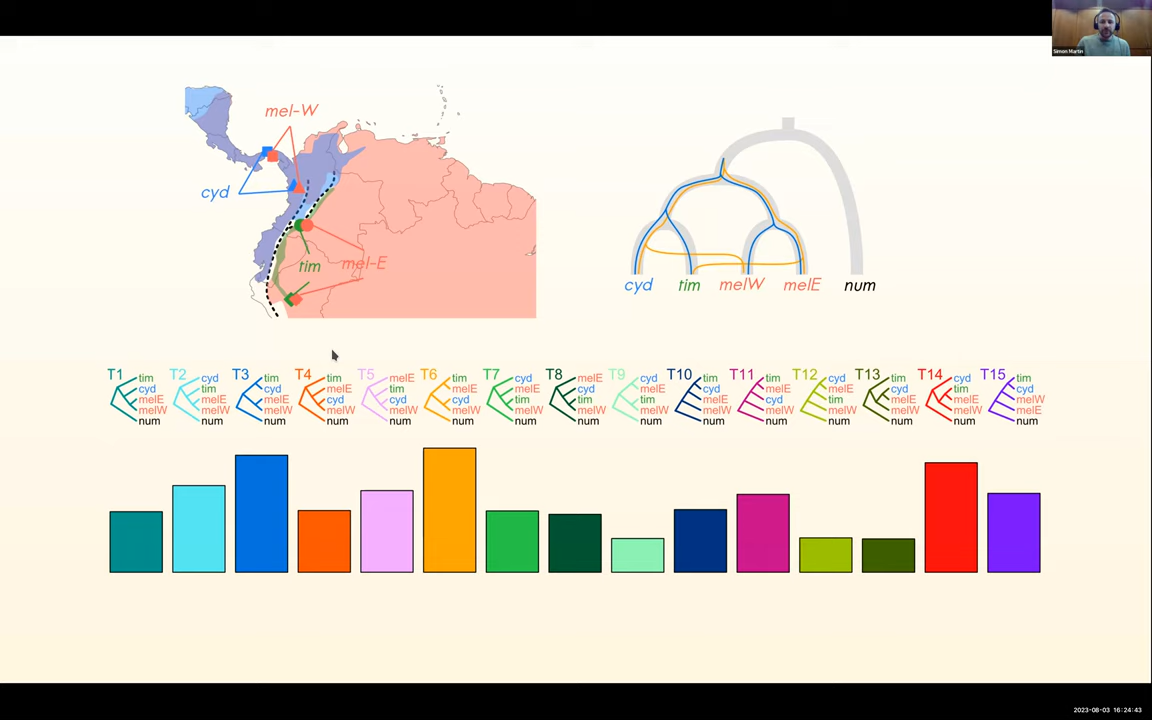 Simon Martin
mel-W
cyd
tim
mel-E
cyd tim melW melE num
T1 T2 T3 T4 T5 T6 T7 T8 T9 T10 T11 T12 T13 T14 T15
tim cyd tim tim melE tim cyd melE cyd tim tim cyd tim cyd tim
cyd tim cyd melE tim melE melE cyd melE cyd melE melE cyd tim cyd
melE melE melE cyd cyd cyd tim tim tim melE cyd tim melE melE melW
melW melW melW melW melW melW melW melW melW melW melW melW melW melW melE
num num num num num num num num num num num num num num num
2023-08-03 16:24:43